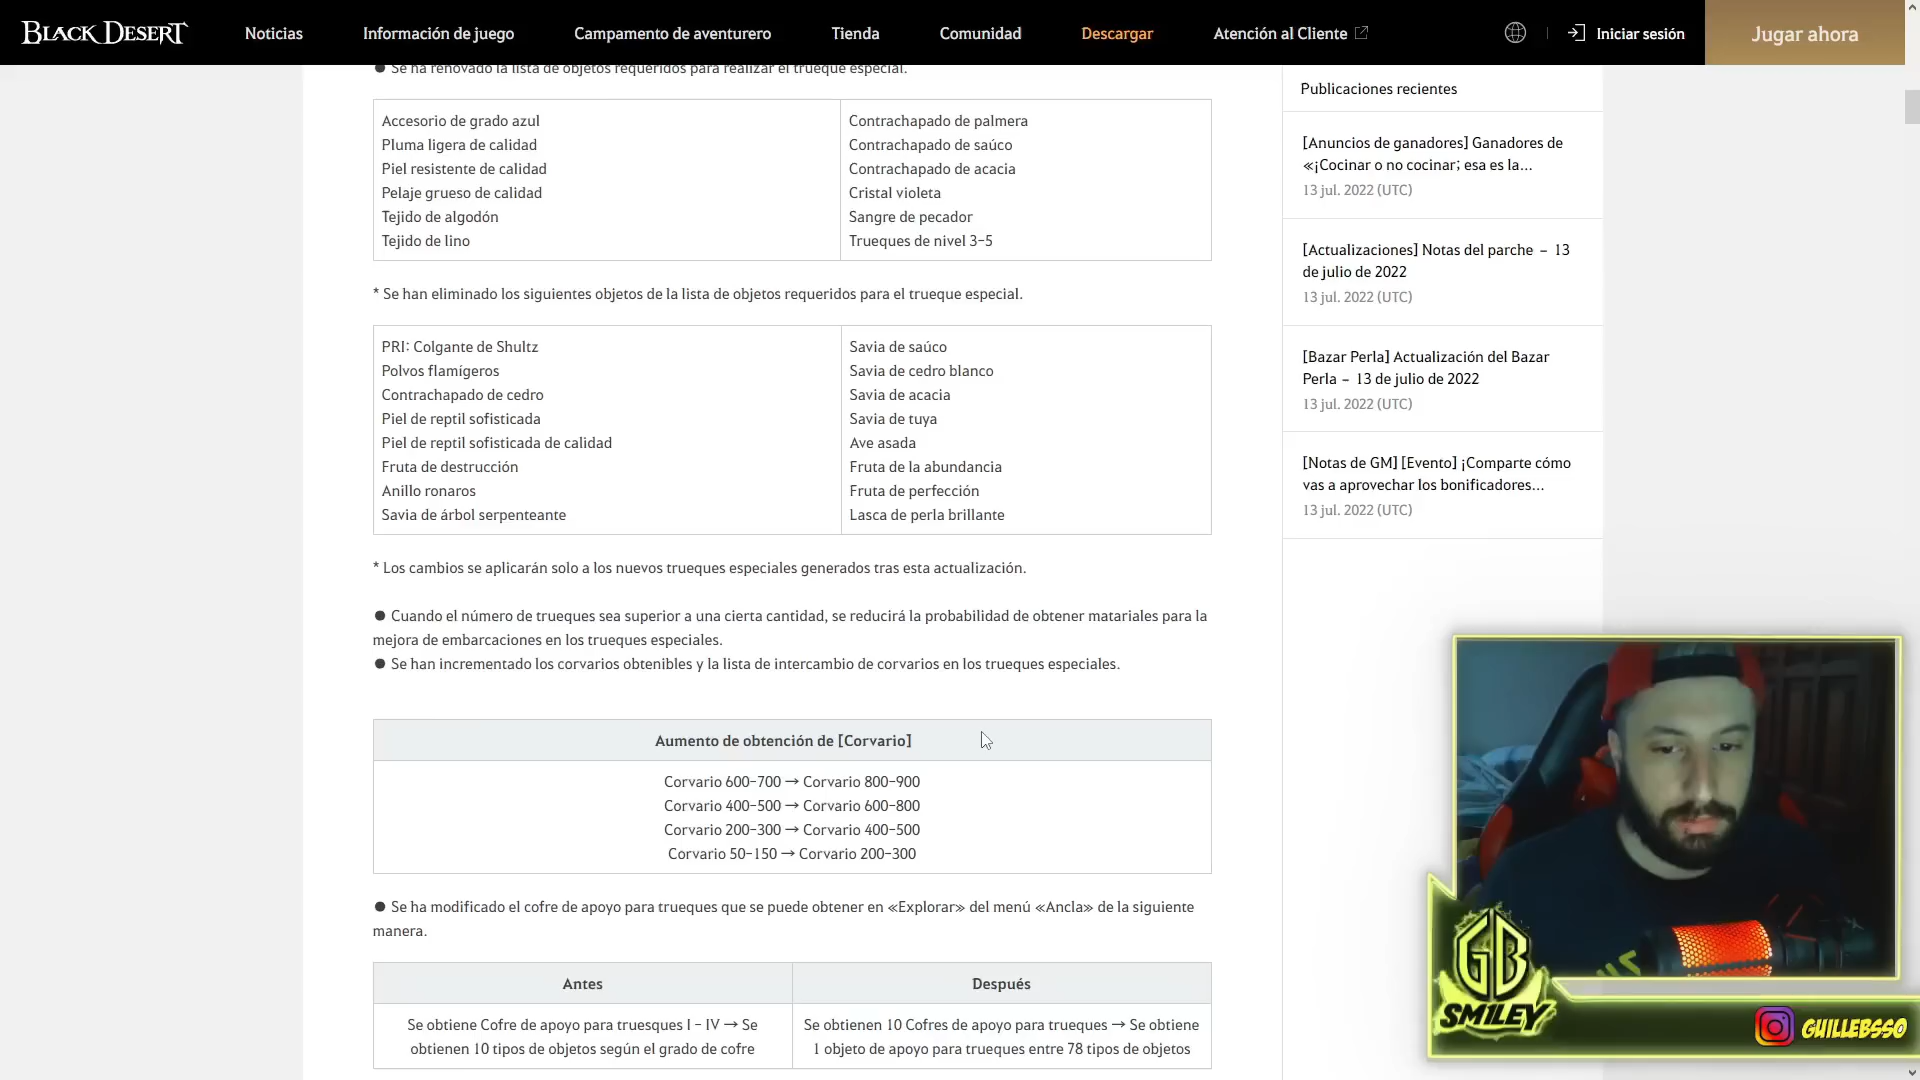 BLACK DESERT
Noticias
Información de juego
Campamento de aventurero
Tienda
Comunidad
Descargar
Atención al Cliente
Iniciar sesión
Jugar ahora
● Se ha renovado la lista de objetos requeridos para realizar el trueque especial.
Accesorio de grado azul
Pluma ligera de calidad
Piel resistente de calidad
Pelaje grueso de calidad
Tejido de algodón
Tejido de lino
Contrachapado de palmera
Contrachapado de saúco
Contrachapado de acacia
Cristal violeta
Sangre de pecador
Trueques de nivel 3-5
* Se han eliminado los siguientes objetos de la lista de objetos requeridos para el trueque especial.
PRI: Colgante de Shultz
Polvos flamígeros
Contrachapado de cedro
Piel de reptil sofisticada
Piel de reptil sofisticada de calidad
Fruta de destrucción
Anillo ronaros
Savia de árbol serpenteante
Savia de saúco
Savia de cedro blanco
Savia de acacia
Savia de tuya
Ave asada
Fruta de la abundancia
Fruta de perfección
Lasca de perla brillante
* Los cambios se aplicarán solo a los nuevos trueques especiales generados tras esta actualización.
● Cuando el número de trueques sea superior a una cierta cantidad, se reducirá la probabilidad de obtener matariales para la
mejora de embarcaciones en los trueques especiales.
● Se han incrementado los corvarios obtenibles y la lista de intercambio de corvarios en los trueques especiales.
Aumento de obtención de [Corvario]
Corvario 600-700 → Corvario 800-900
Corvario 400-500 → Corvario 600-800
Corvario 200-300 → Corvario 400-500
Corvario 50-150 → Corvario 200-300
● Se ha modificado el cofre de apoyo para trueques que se puede obtener en «Explorar» del menú «Ancla» de la siguiente
manera.
Antes
Se obtiene Cofre de apoyo para truesques I - IV → Se
obtienen 10 tipos de objetos según el grado de cofre
Después
Se obtienen 10 Cofres de apoyo para trueques → Se obtiene
1 objeto de apoyo para trueques entre 78 tipos de objetos
Publicaciones recientes
[Anuncios de ganadores] Ganadores de
«¡Cocinar o no cocinar; esa es la...
13 jul. 2022 (UTC)
[Actualizaciones] Notas del parche - 13
de julio de 2022
13 jul. 2022 (UTC)
[Bazar Perla] Actualización del Bazar
Perla - 13 de julio de 2022
13 jul. 2022 (UTC)
[Notas de GM] [Evento] ¡Comparte cómo
vas a aprovechar los bonificadores...
13 jul. 2022 (UTC)
GB
SMILEY
GUILLEBSSO